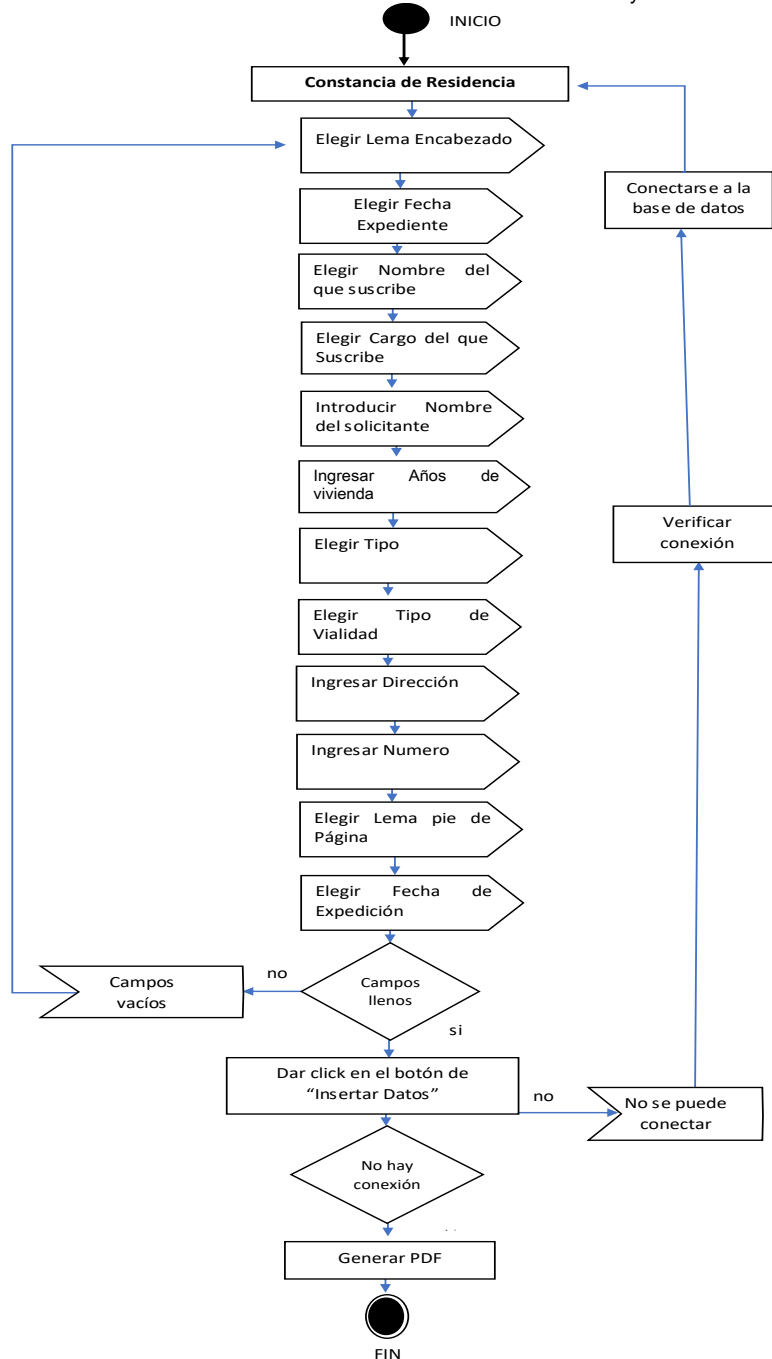 INICIO
Constancia de Residencia
Elegir Lema Encabezado
Elegir Fecha
Expediente
Elegir Nombre del
que suscribe
Elegir Cargo del que
Suscribe
Introducir Nombre
del solicitante
Ingresar Años de
vivienda
Elegir Tipo
Elegir Tipo de
Vialidad
Ingresar Dirección
Ingresar Numero
Elegir Lema pie de
Página
Elegir Fecha de
Expedición
Campos
llenos
no
Campos
vacíos
si
Dar click en el botón de
“Insertar Datos”
no
No se puede
conectar
Verificar
conexión
Conectarse a la
base de datos
No hay
conexión
Generar PDF
FIN